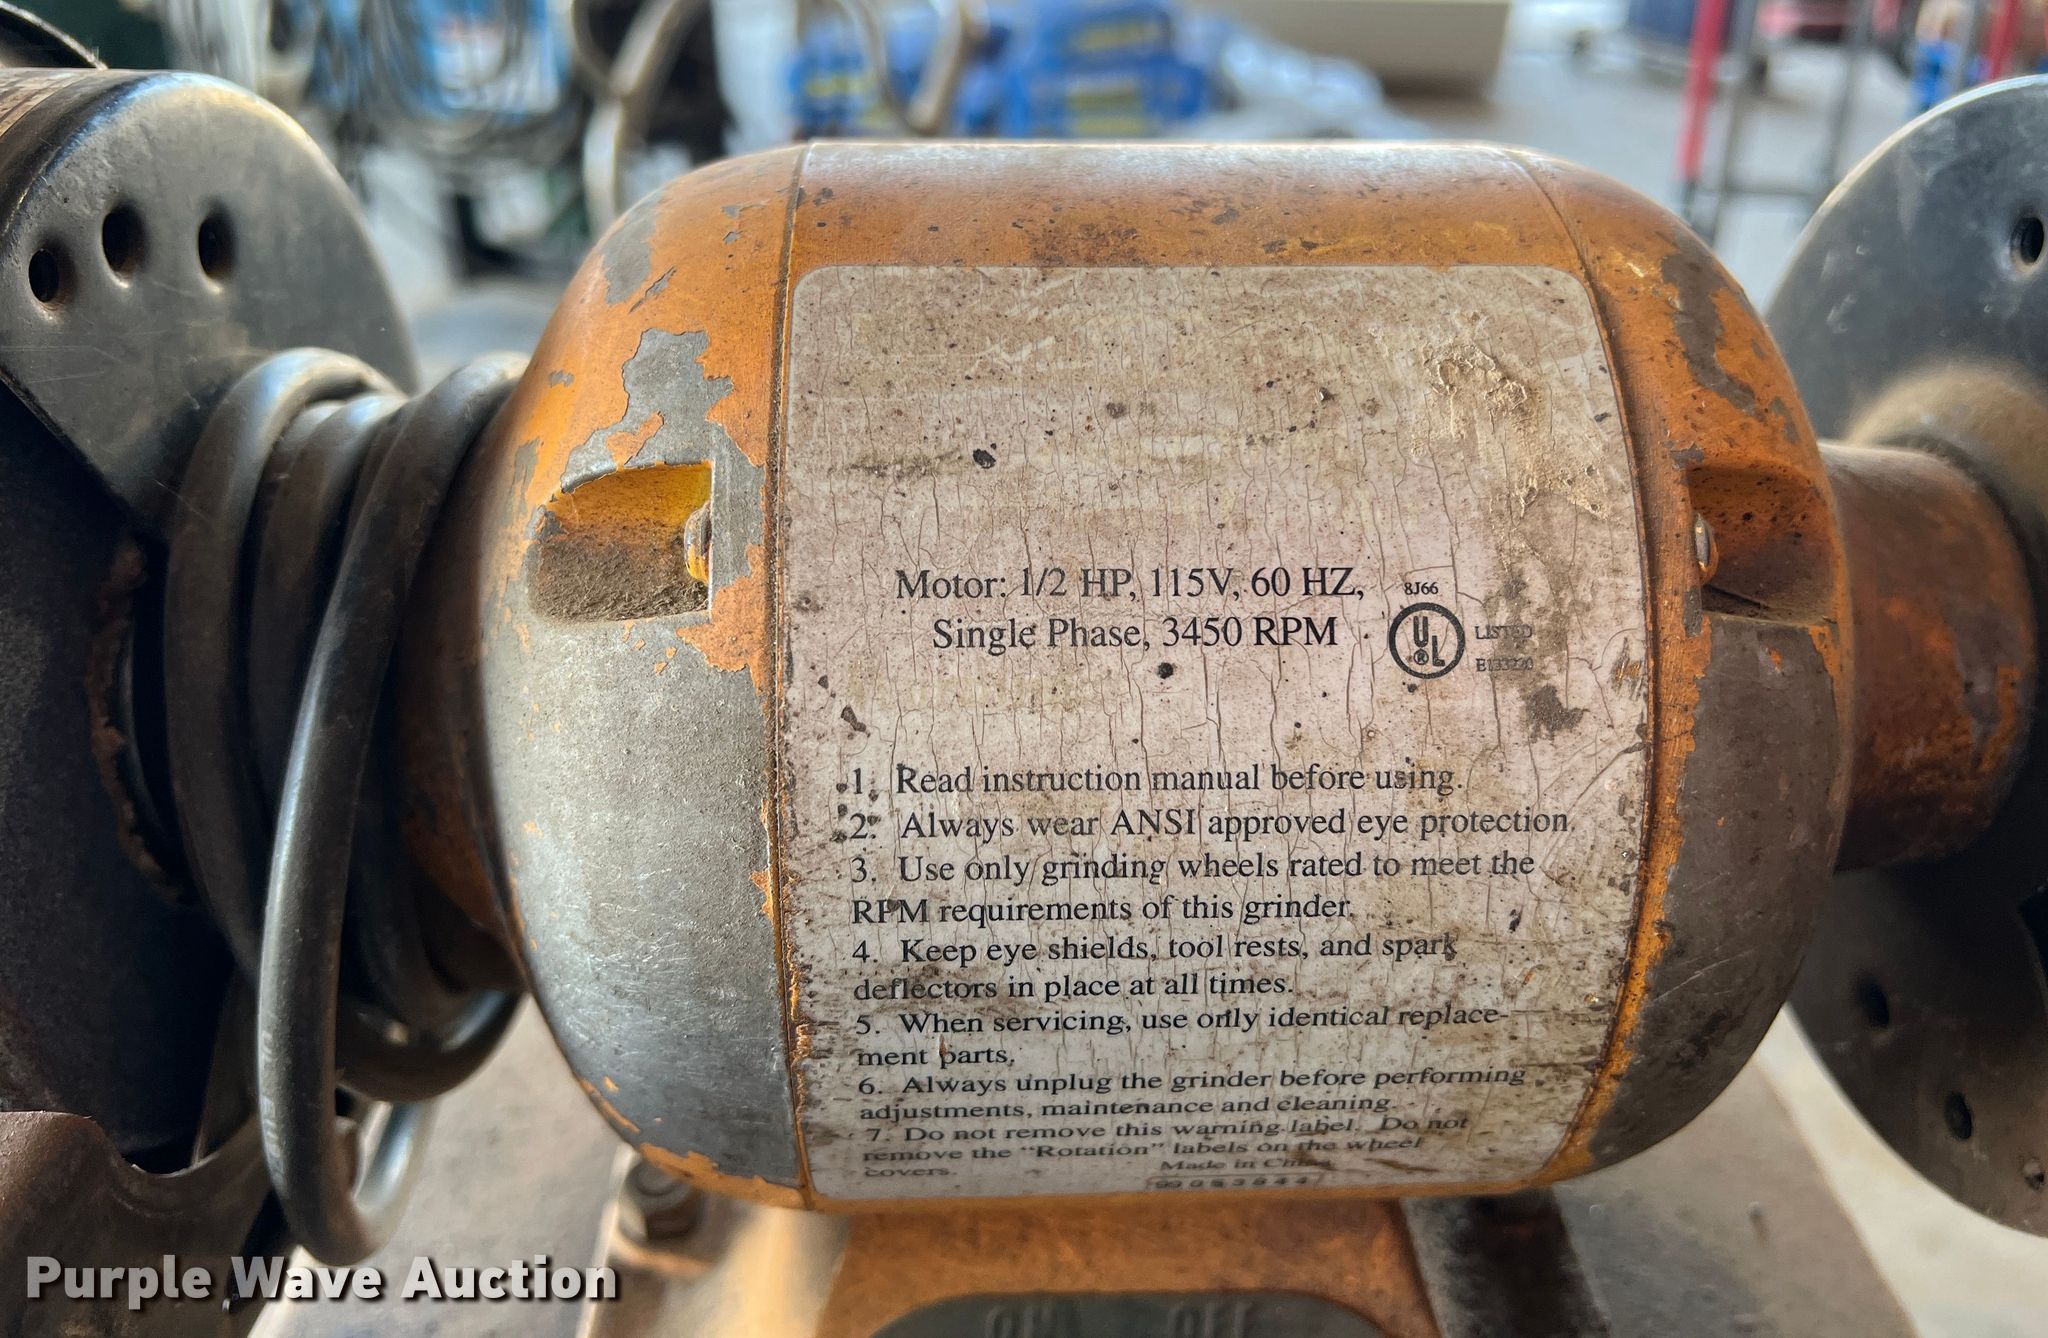 Motor: 1/2 HP, 115V, 60 HZ,
Single Phase, 3450 RPM
8J66
UL
®
LISTED
E133220
1. Read instruction manual before using.
2. Always wear ANSI approved eye protection.
3. Use only grinding wheels rated to meet the
RPM requirements of this grinder.
4. Keep eye shields, tool rests, and spark
deflectors in place at all times.
5. When servicing, use only identical replace-
ment parts.
6. Always unplug the grinder before performing
adjustments, maintenance and cleaning.
7. Do not remove this warning label. Do not
remove the "Rotation" labels on the wheel
covers.
Made in China
ON OFF
Purple Wave Auction